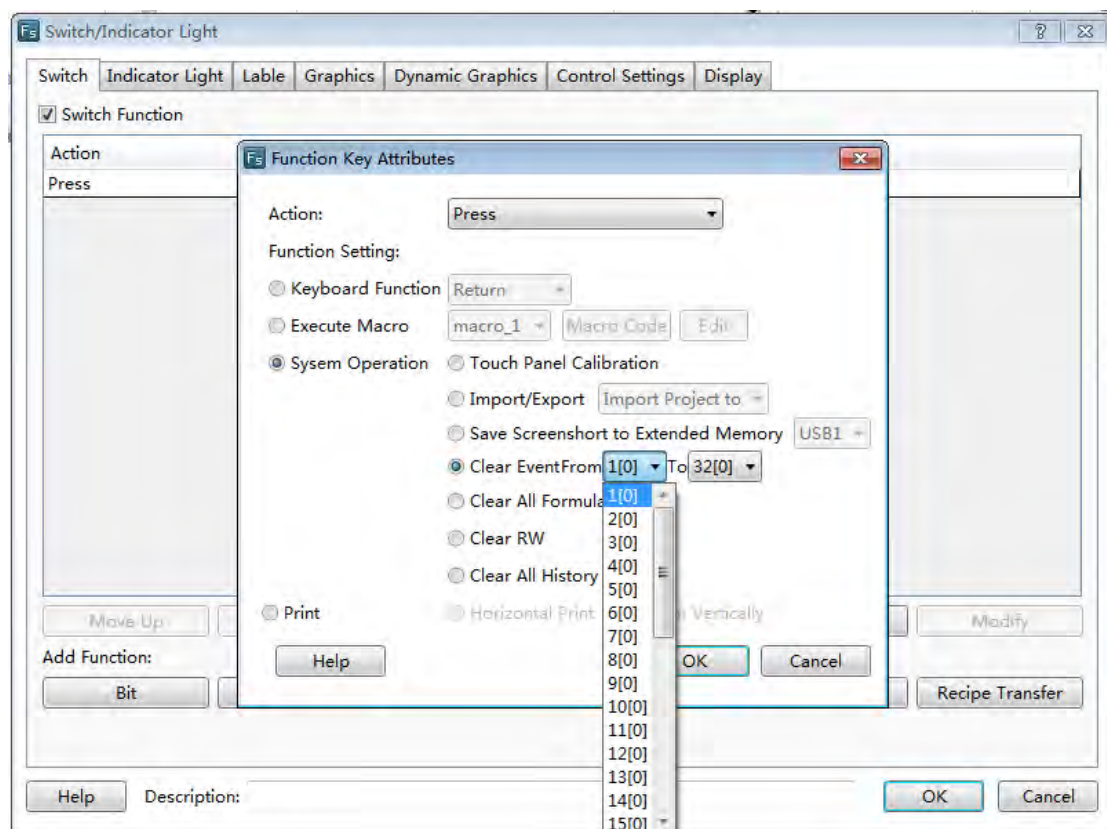 Fs Switch/Indicator Light
Switch Indicator Light Lable Graphics Dynamic Graphics Control Settings Display
Switch Function
Action
Press
Fs Function Key Attributes
Action: Press
Function Setting:
Keyboard Function Return
Execute Macro macro_1 Macro Code Edit
Sysem Operation Touch Panel Calibration
Import/Export Import Project to
Save Screenshort to Extended Memory USB1
Clear EventFrom 1[0] To 32[0]
1[0]
Clear All Formula
2[0]
3[0]
Clear RW
4[0]
5[0]
Clear All History
6[0]
Print Horizontal Print Vertically
7[0]
8[0]
Help OK Cancel
9[0]
10[0]
11[0]
12[0]
13[0]
14[0]
15[0]
Move Up Modify
Add Function:
Bit Recipe Transfer
Help Description: OK Cancel